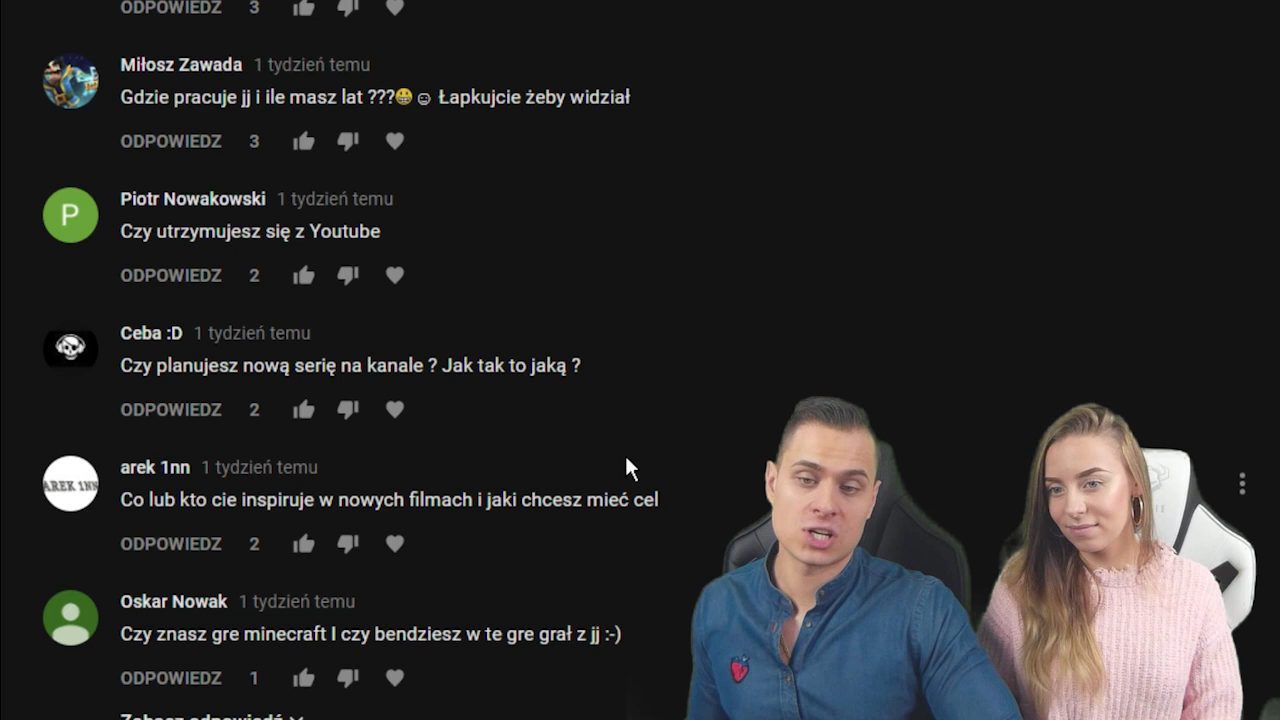 ODPOWIEDZ 3
Miłosz Zawada 1 tydzień temu
Gdzie pracuje jj i ile masz lat ???😁☺ Łapkujcie żeby widział
ODPOWIEDZ 3
P
Piotr Nowakowski 1 tydzień temu
Czy utrzymujesz się z Youtube
ODPOWIEDZ 2
Ceba :D 1 tydzień temu
Czy planujesz nową serię na kanale ? Jak tak to jaką ?
ODPOWIEDZ 2
AREK 1NN
arek 1nn 1 tydzień temu
Co lub kto cie inspiruje w nowych filmach i jaki chcesz mieć cel
ODPOWIEDZ 2
Oskar Nowak 1 tydzień temu
Czy znasz gre minecraft I czy bendziesz w te gre grał z jj :-)
ODPOWIEDZ 1
Zobacz odpowiedź